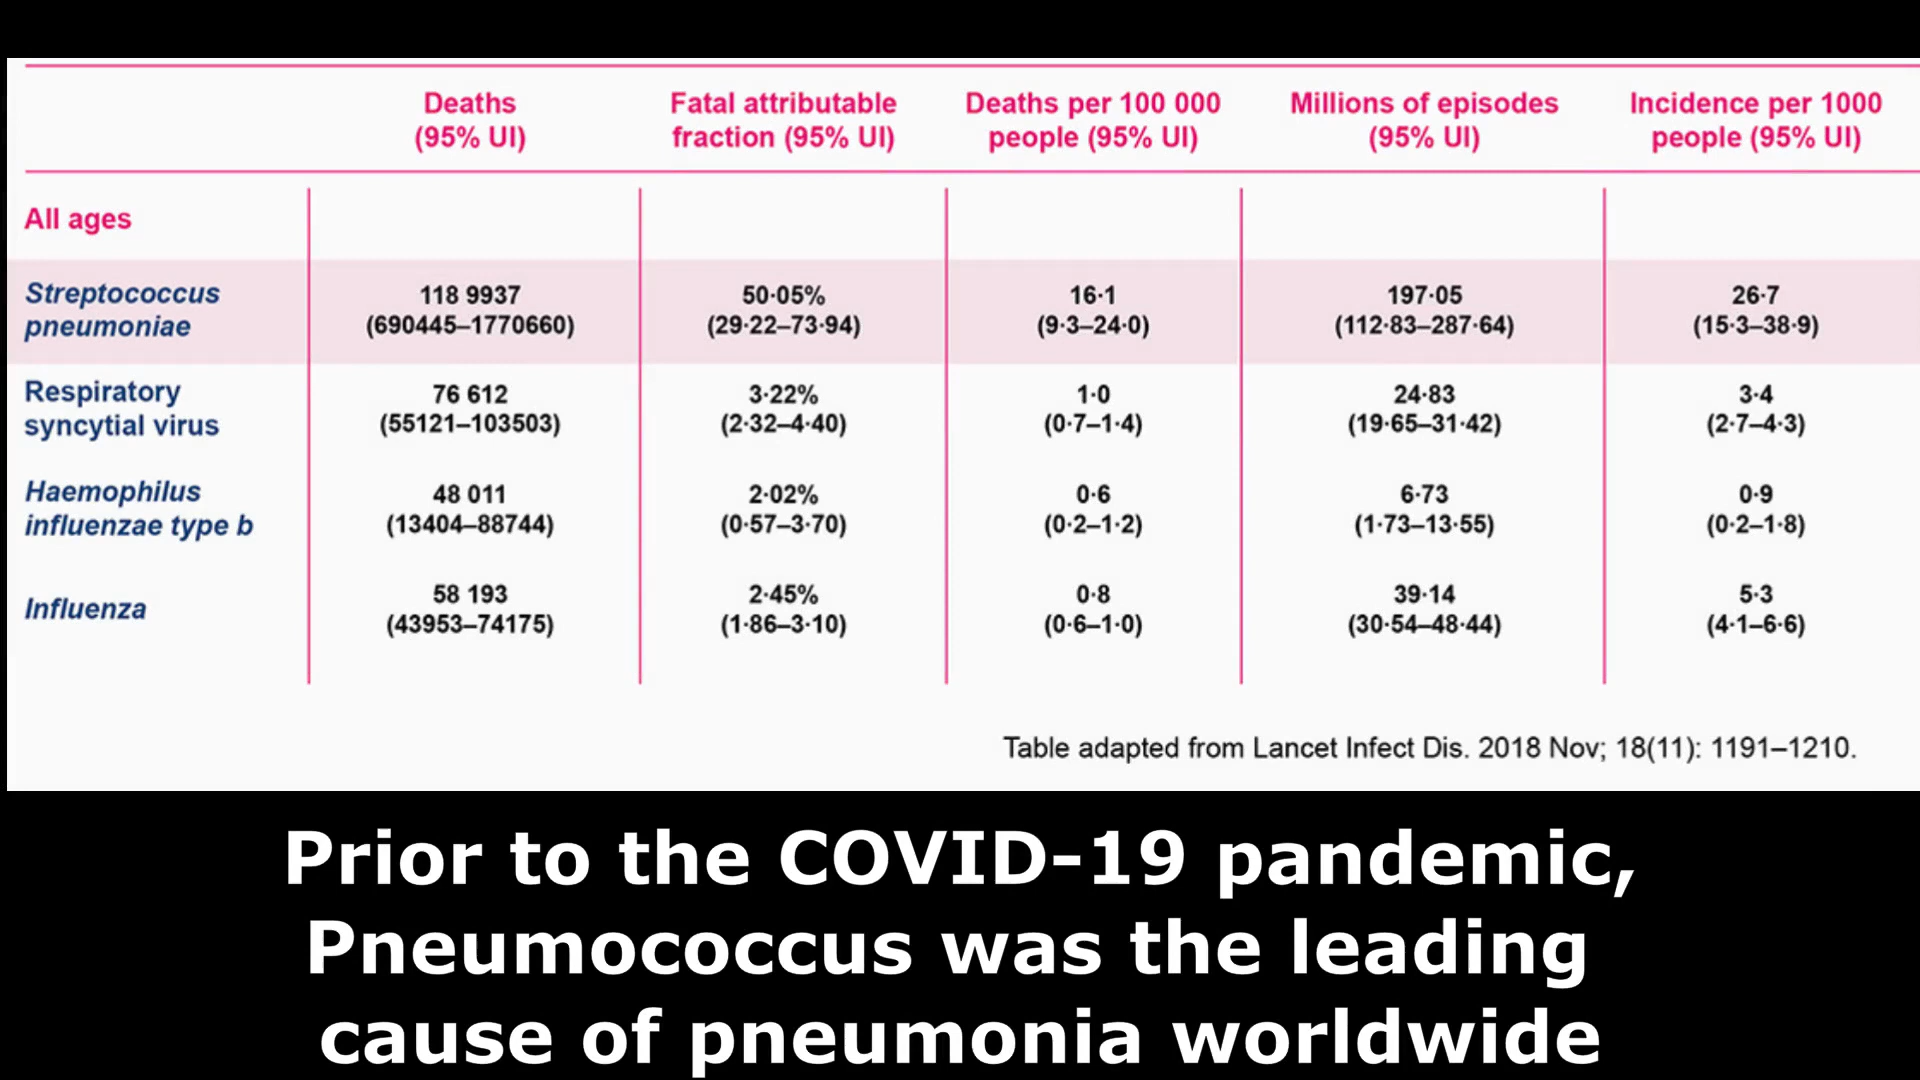 Deaths (95% UI) Fatal attributable fraction (95% UI) Deaths per 100 000 people (95% UI) Millions of episodes (95% UI) Incidence per 1000 people (95% UI)
All ages
Streptococcus pneumoniae 118 9937 (690445–1770660) 50·05% (29·22–73·94) 16·1 (9·3–24·0) 197·05 (112·83–287·64) 26·7 (15·3–38·9)
Respiratory syncytial virus 76 612 (55121–103503) 3·22% (2·32–4·40) 1·0 (0·7–1·4) 24·83 (19·65–31·42) 3·4 (2·7–4·3)
Haemophilus influenzae type b 48 011 (13404–88744) 2·02% (0·57–3·70) 0·6 (0·2–1·2) 6·73 (1·73–13·55) 0·9 (0·2–1·8)
Influenza 58 193 (43953–74175) 2·45% (1·86–3·10) 0·8 (0·6–1·0) 39·14 (30·54–48·44) 5·3 (4·1–6·6)
Table adapted from Lancet Infect Dis. 2018 Nov; 18(11): 1191–1210.
Prior to the COVID-19 pandemic,
Pneumococcus was the leading
cause of pneumonia worldwide